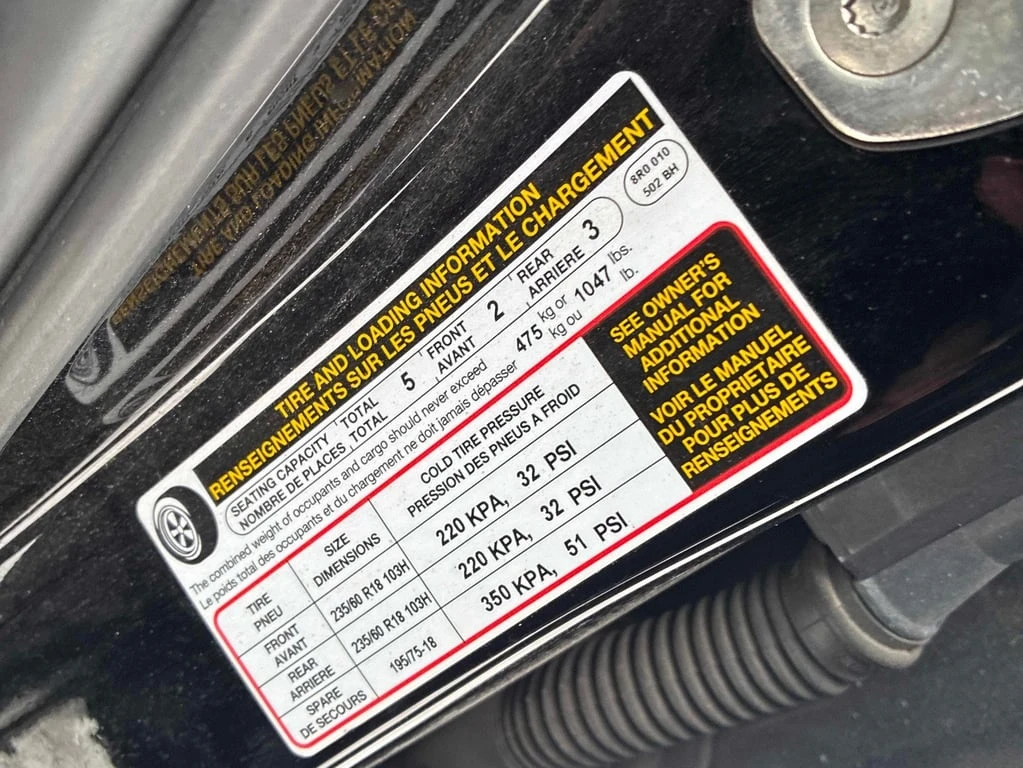 TIRE AND LOADING INFORMATION
RENSEIGNEMENTS SUR LES PNEUS ET LE CHARGEMENT
8R0 010
502 BH
SEATING CAPACITY TOTAL 5 FRONT 2 REAR 3
NOMBRE DE PLACES TOTAL AVANT ARRIERE
The combined weight of occupants and cargo should never exceed 475 kg or 1047 lbs.
Le poids total des occupants et du chargement ne doit jamais dépasser kg ou lb.
TIRE
PNEU
SIZE
DIMENSIONS
COLD TIRE PRESSURE
PRESSION DES PNEUS A FROID
FRONT
AVANT
235/60 R18 103H
220 KPA, 32 PSI
REAR
ARRIERE
235/60 R18 103H
220 KPA, 32 PSI
SPARE
DE SECOURS
195/75-18
350 KPA, 51 PSI
SEE OWNER'S
MANUAL FOR
ADDITIONAL
INFORMATION
VOIR LE MANUEL
DU PROPRIETAIRE
POUR PLUS DE
RENSEIGNEMENTS